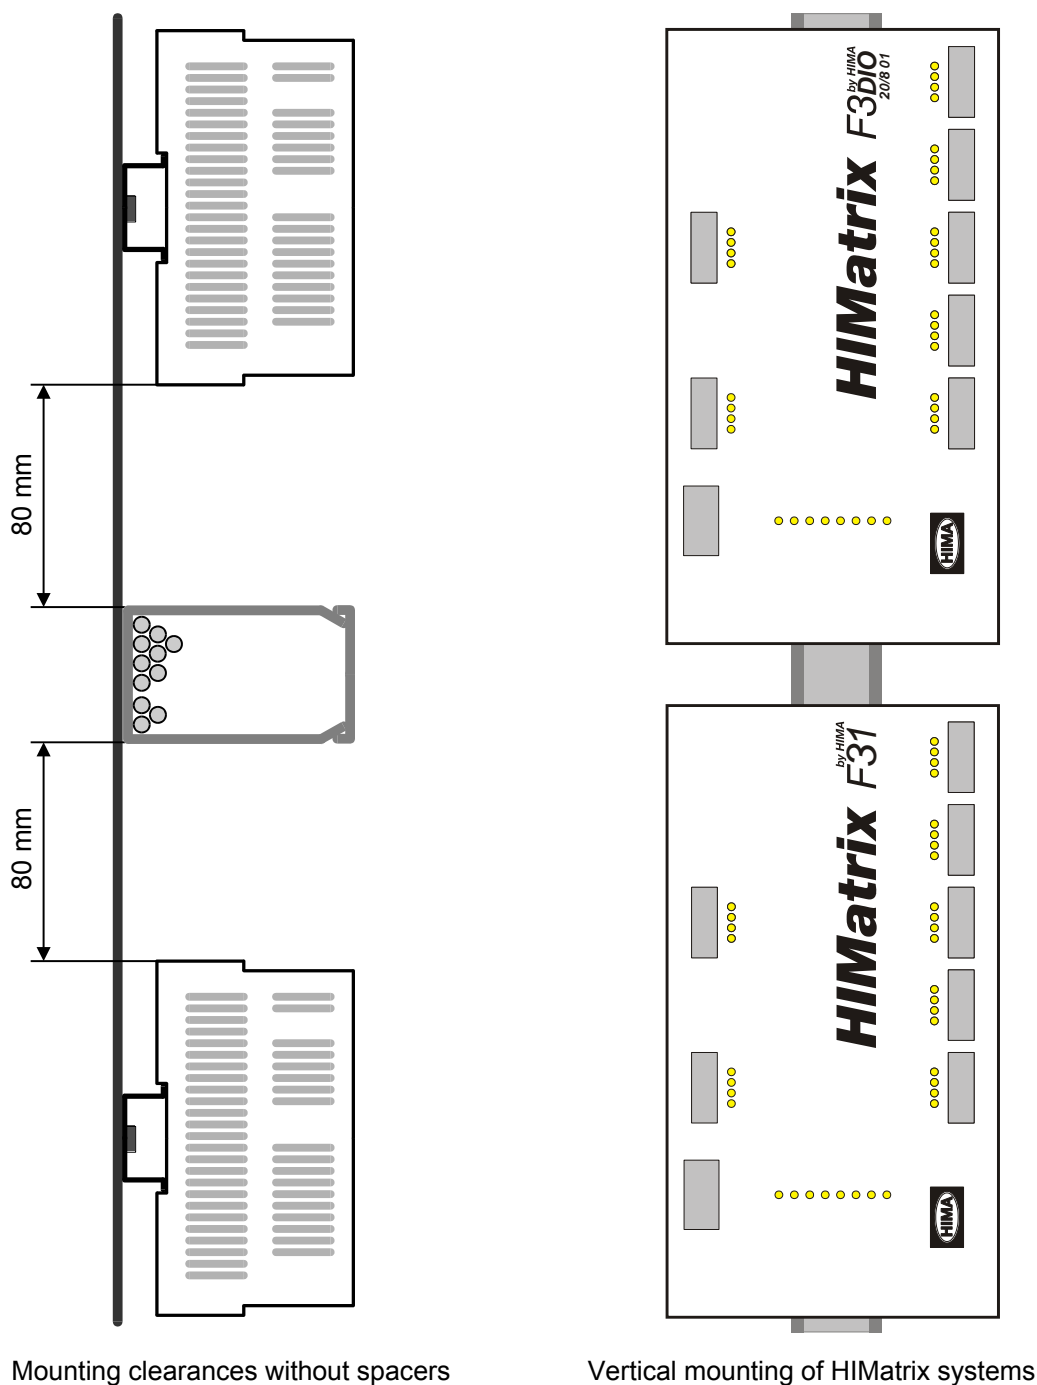 80 mm
80 mm
by HIMA
HIMatrix F3DIO
20/8 01
HIMA
by HIMA
HIMatrix F31
HIMA
Mounting clearances without spacers
Vertical mounting of HIMatrix systems